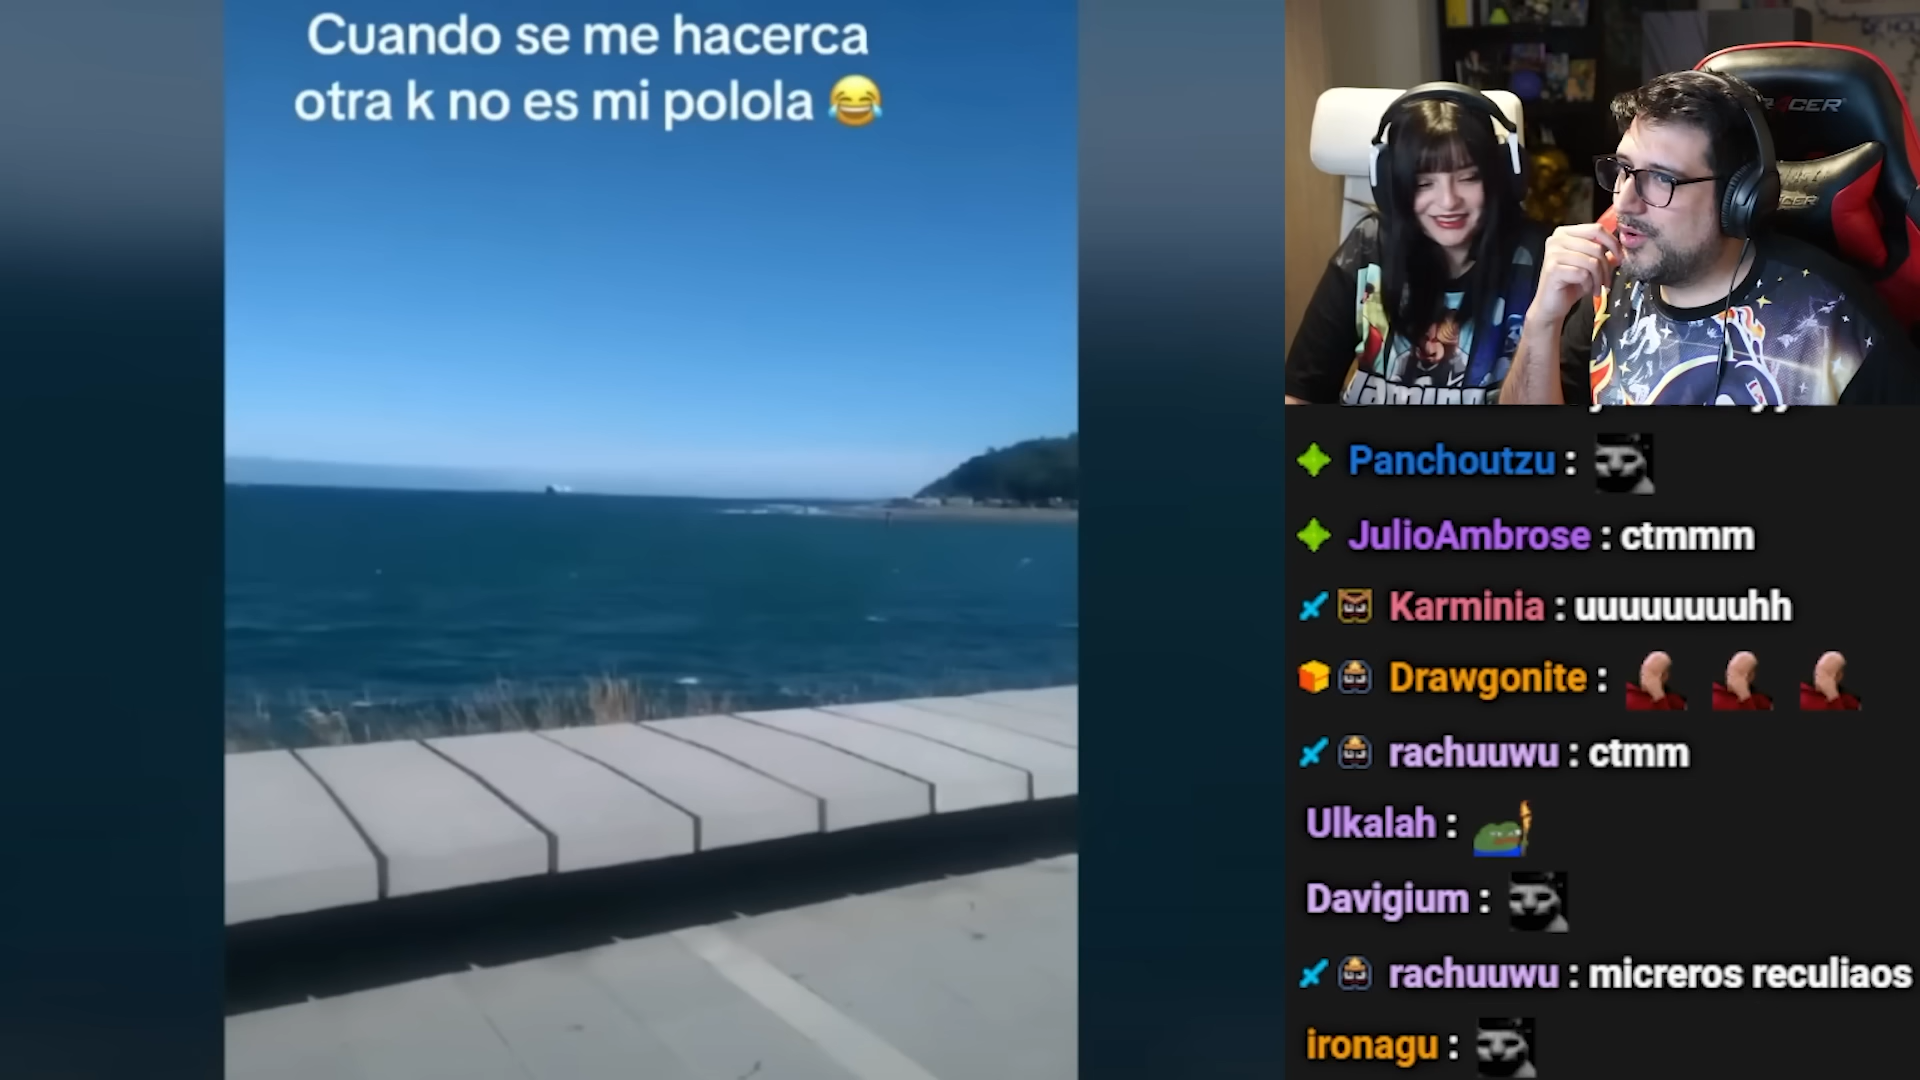 Cuando se me hacerca
otra k no es mi polola 😂
Panchoutzu :
JulioAmbrose : ctmmm
Karminia : uuuuuuuuhh
Drawgonite :
rachuuwu : ctmm
Ulkalah :
Davigium :
rachuuwu : micreros reculiaos
ironagu :
gaming